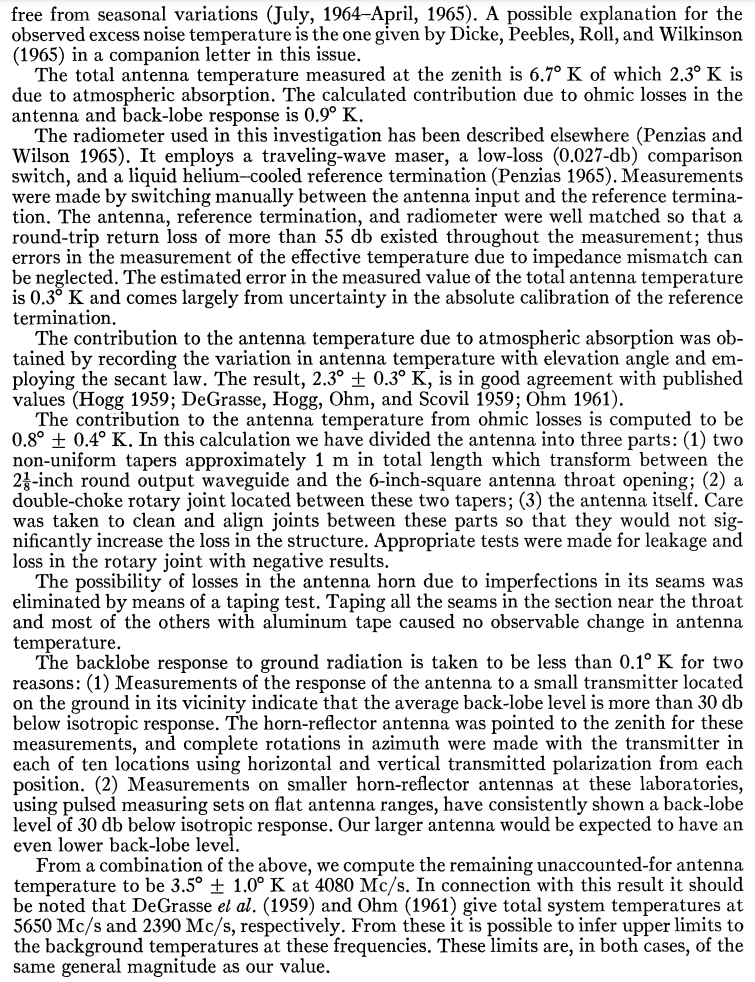 free from seasonal variations (July, 1964–April, 1965). A possible explanation for the
observed excess noise temperature is the one given by Dicke, Peebles, Roll, and Wilkinson
(1965) in a companion letter in this issue.
The total antenna temperature measured at the zenith is 6.7° K of which 2.3° K is
due to atmospheric absorption. The calculated contribution due to ohmic losses in the
antenna and back-lobe response is 0.9° K.
The radiometer used in this investigation has been described elsewhere (Penzias and
Wilson 1965). It employs a traveling-wave maser, a low-loss (0.027-db) comparison
switch, and a liquid helium–cooled reference termination (Penzias 1965). Measurements
were made by switching manually between the antenna input and the reference termina-
tion. The antenna, reference termination, and radiometer were well matched so that a
round-trip return loss of more than 55 db existed throughout the measurement; thus
errors in the measurement of the effective temperature due to impedance mismatch can
be neglected. The estimated error in the measured value of the total antenna temperature
is 0.3° K and comes largely from uncertainty in the absolute calibration of the reference
termination.
The contribution to the antenna temperature due to atmospheric absorption was ob-
tained by recording the variation in antenna temperature with elevation angle and em-
ploying the secant law. The result, 2.3° ± 0.3° K, is in good agreement with published
values (Hogg 1959; DeGrasse, Hogg, Ohm, and Scovil 1959; Ohm 1961).
The contribution to the antenna temperature from ohmic losses is computed to be
0.8° ± 0.4° K. In this calculation we have divided the antenna into three parts: (1) two
non-uniform tapers approximately 1 m in total length which transform between the
2⅛-inch round output waveguide and the 6-inch-square antenna throat opening; (2) a
double-choke rotary joint located between these two tapers; (3) the antenna itself. Care
was taken to clean and align joints between these parts so that they would not sig-
nificantly increase the loss in the structure. Appropriate tests were made for leakage and
loss in the rotary joint with negative results.
The possibility of losses in the antenna horn due to imperfections in its seams was
eliminated by means of a taping test. Taping all the seams in the section near the throat
and most of the others with aluminum tape caused no observable change in antenna
temperature.
The backlobe response to ground radiation is taken to be less than 0.1° K for two
reasons: (1) Measurements of the response of the antenna to a small transmitter located
on the ground in its vicinity indicate that the average back-lobe level is more than 30 db
below isotropic response. The horn-reflector antenna was pointed to the zenith for these
measurements, and complete rotations in azimuth were made with the transmitter in
each of ten locations using horizontal and vertical transmitted polarization from each
position. (2) Measurements on smaller horn-reflector antennas at these laboratories,
using pulsed measuring sets on flat antenna ranges, have consistently shown a back-lobe
level of 30 db below isotropic response. Our larger antenna would be expected to have an
even lower back-lobe level.
From a combination of the above, we compute the remaining unaccounted-for antenna
temperature to be 3.5° ± 1.0° K at 4080 Mc/s. In connection with this result it should
be noted that DeGrasse et al. (1959) and Ohm (1961) give total system temperatures at
5650 Mc/s and 2390 Mc/s, respectively. From these it is possible to infer upper limits to
the background temperatures at these frequencies. These limits are, in both cases, of the
same general magnitude as our value.